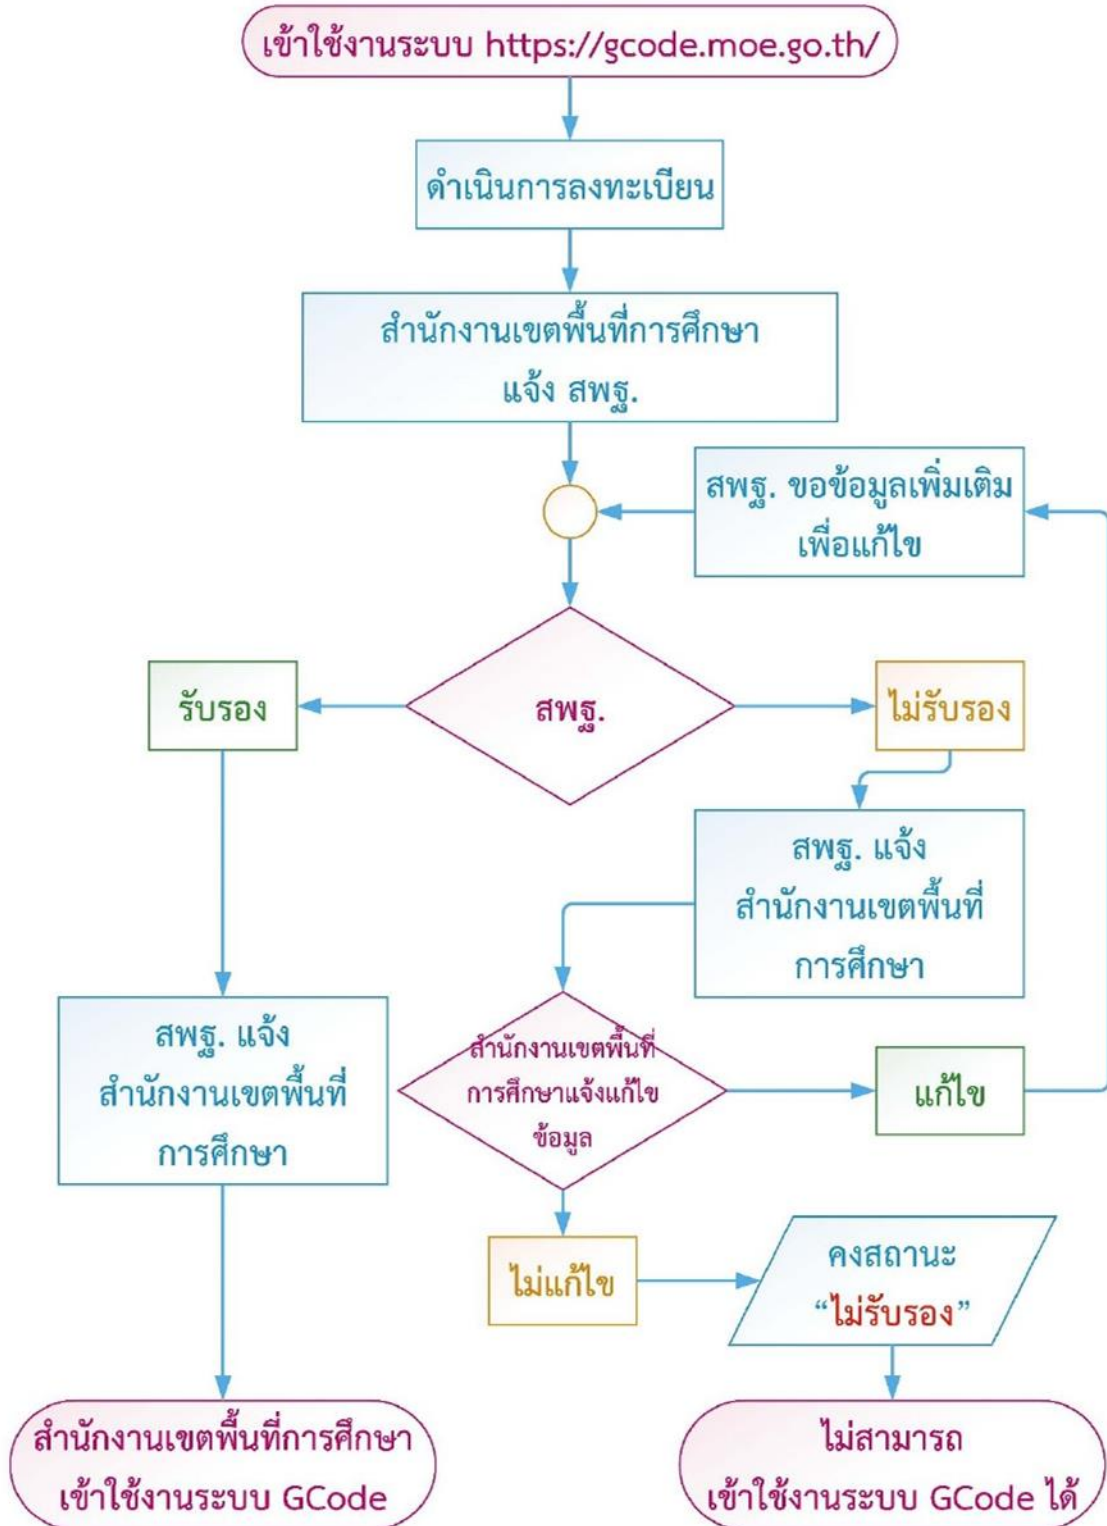 เข้าใช้งานระบบ https://gcode.moe.go.th/
ดำเนินการลงทะเบียน
สำนักงานเขตพื้นที่การศึกษา
แจ้ง สพฐ.
สพฐ. ขอข้อมูลเพิ่มเติม
เพื่อแก้ไข
รับรอง
สพฐ.
ไม่รับรอง
สพฐ. แจ้ง
สำนักงานเขตพื้นที่
การศึกษา
สพฐ. แจ้ง
สำนักงานเขตพื้นที่
การศึกษา
สำนักงานเขตพื้นที่
การศึกษาแจ้งแก้ไข
ข้อมูล
แก้ไข
ไม่แก้ไข
คงสถานะ
“ไม่รับรอง”
สำนักงานเขตพื้นที่การศึกษา
เข้าใช้งานระบบ GCode
ไม่สามารถ
เข้าใช้งานระบบ GCode ได้